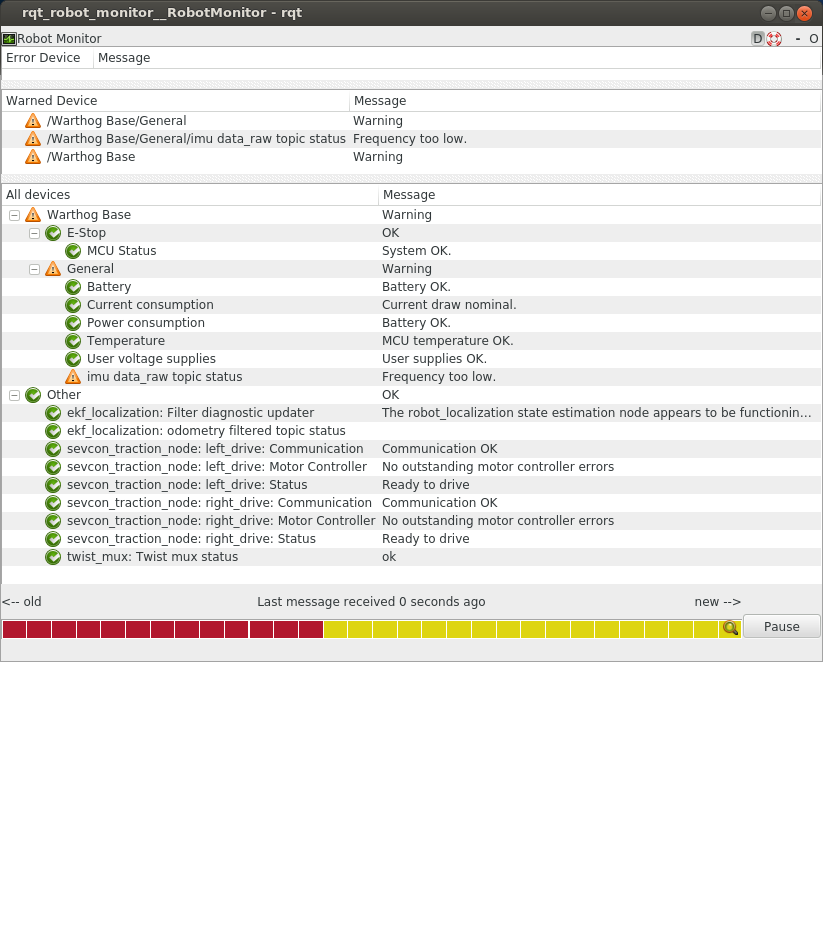 rqt_robot_monitor__RobotMonitor - rqt
Robot Monitor D - O
Error Device Message
Warned Device Message
/Warthog Base/General Warning
/Warthog Base/General/imu data_raw topic status Frequency too low.
/Warthog Base Warning
All devices Message
Warthog Base Warning
E-Stop OK
MCU Status System OK.
General Warning
Battery Battery OK.
Current consumption Current draw nominal.
Power consumption Battery OK.
Temperature MCU temperature OK.
User voltage supplies User supplies OK.
imu data_raw topic status Frequency too low.
Other OK
ekf_localization: Filter diagnostic updater The robot_localization state estimation node appears to be functionin...
ekf_localization: odometry filtered topic status
sevcon_traction_node: left_drive: Communication Communication OK
sevcon_traction_node: left_drive: Motor Controller No outstanding motor controller errors
sevcon_traction_node: left_drive: Status Ready to drive
sevcon_traction_node: right_drive: Communication Communication OK
sevcon_traction_node: right_drive: Motor Controller No outstanding motor controller errors
sevcon_traction_node: right_drive: Status Ready to drive
twist_mux: Twist mux status ok
<-- old Last message received 0 seconds ago new -->
Pause